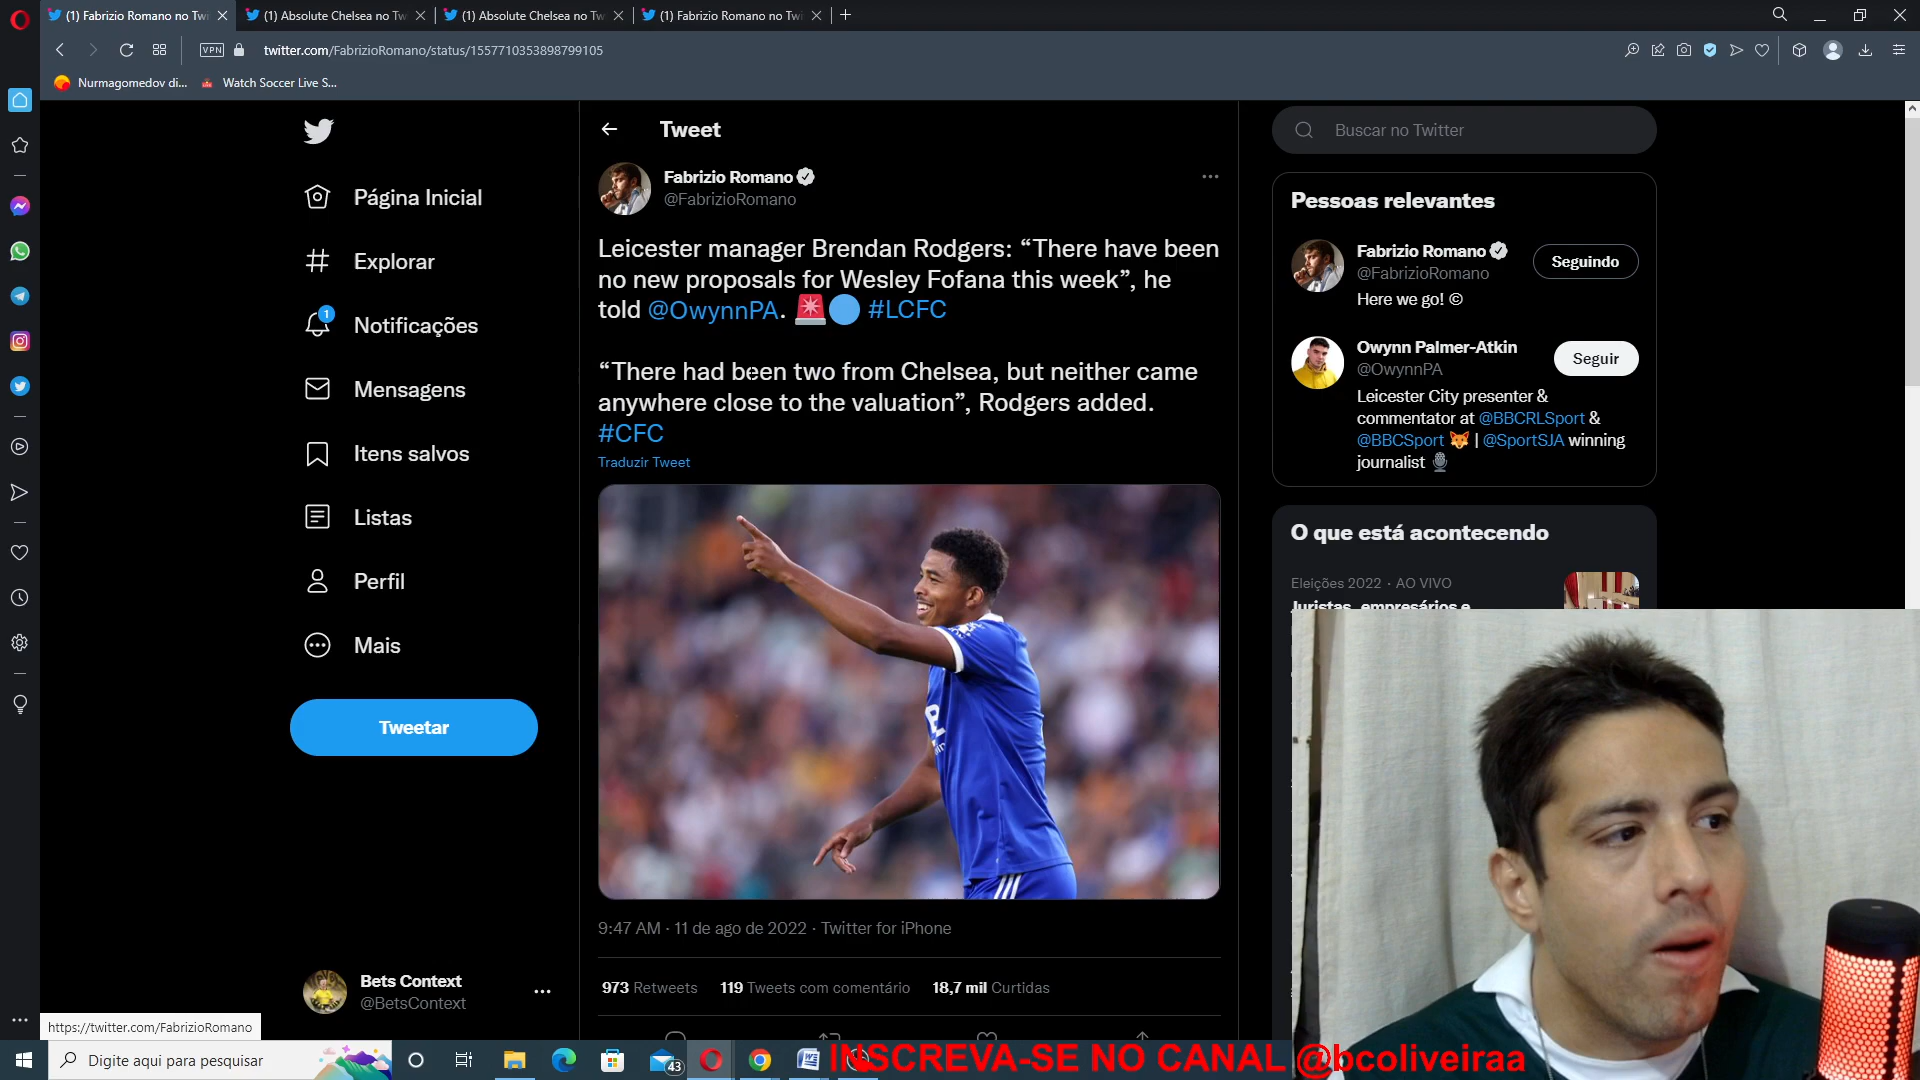 (1) Fabrizio Romano no Twi
(1) Absolute Chelsea no Tw
(1) Absolute Chelsea no Tw
(1) Fabrizio Romano no Twi
VPN
twitter.com/FabrizioRomano/status/1557710353898799105
Nurmagomedov di...
Watch Soccer Live S...
Página Inicial
Explorar
1
Notificações
Mensagens
Itens salvos
Listas
Perfil
Mais
Tweetar
Bets Context
@BetsContext
Tweet
Fabrizio Romano
@FabrizioRomano
Leicester manager Brendan Rodgers: “There have been
no new proposals for Wesley Fofana this week”, he
told @OwynnPA. #LCFC
“There had been two from Chelsea, but neither came
anywhere close to the valuation”, Rodgers added.
#CFC
Traduzir Tweet
9:47 AM · 11 de ago de 2022 · Twitter for iPhone
973 Retweets 119 Tweets com comentário 18,7 mil Curtidas
Buscar no Twitter
Pessoas relevantes
Fabrizio Romano
@FabrizioRomano
Seguindo
Here we go! ©
Owynn Palmer-Atkin
@OwynnPA
Seguir
Leicester City presenter &
commentator at @BBCRLSport &
@BBCSport | @SportSJA winning
journalist
O que está acontecendo
Eleições 2022 · AO VIVO
Juristas, empresários e
https://twitter.com/FabrizioRomano
Digite aqui para pesquisar
43
INSCREVA-SE NO CANAL @bcoliveiraa